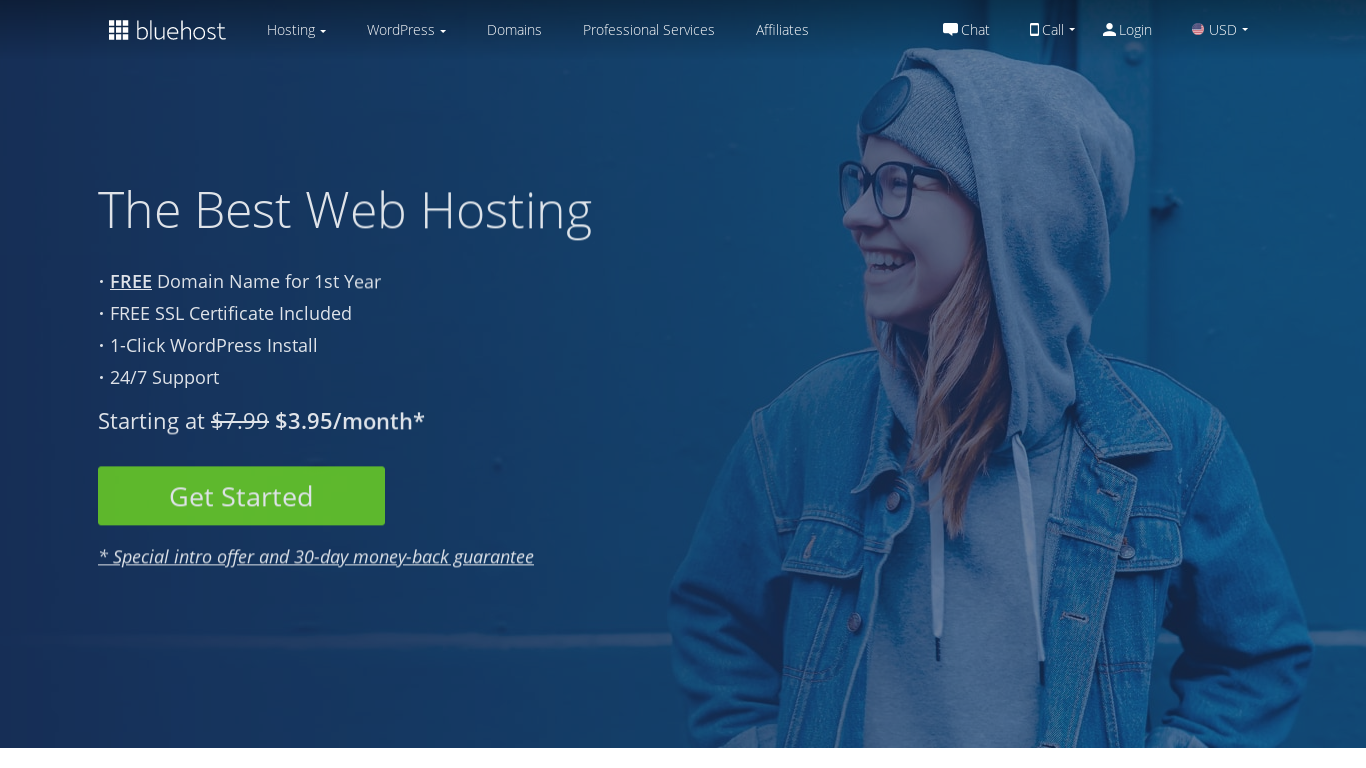 bluehost Hosting WordPress Domains Professional Services Affiliates Chat Call Login USD
The Best Web Hosting
· FREE Domain Name for 1st Year
· FREE SSL Certificate Included
· 1-Click WordPress Install
· 24/7 Support
Starting at $7.99 $3.95/month*
Get Started
* Special intro offer and 30-day money-back guarantee